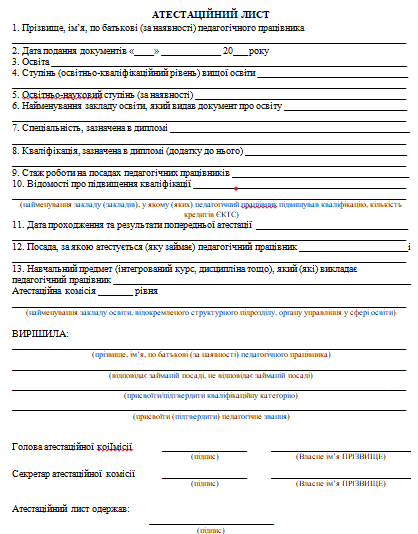 АТЕСТАЦІЙНИЙ ЛИСТ
1. Прізвище, ім’я, по батькові (за наявності) педагогічного працівника
2. Дата подання документів «____» ____________ 20___року
3. Освіта
4. Ступінь (освітньо-кваліфікаційний рівень) вищої освіти
5. Освітньо-науковий ступінь (за наявності)
6. Найменування закладу освіти, який видав документ про освіту
7. Спеціальність, зазначена в дипломі
8. Кваліфікація, зазначена в дипломі (додатку до нього)
9. Стаж роботи на посадах педагогічних працівників
10. Відомості про підвищення кваліфікації
(найменування закладу (закладів), у якому (яких) педагогічний працівник підвищував кваліфікацію, кількість
кредитів ЄКТС)
11. Дата проходження та результати попередньої атестації
12. Посада, за якою атестується (яку займає) педагогічний працівник
13. Навчальний предмет (інтегрований курс, дисципліна тощо), який (які) викладає
педагогічний працівник
Атестаційна комісія _______ рівня
(найменування закладу освіти, відокремленого структурного підрозділу, органу управління у сфері освіти)
ВИРІШИЛА:
(прізвище, ім’я, по батькові (за наявності) педагогічного працівника)
(відповідає займаній посаді, не відповідає займаній посаді)
(присвоїти/підтвердити кваліфікаційну категорію)
(присвоїти (підтвердити) педагогічне звання)
Голова атестаційної коїІмісії
(підпис) (Власне ім’я ПРІЗВИЩЕ)
Секретар атестаційної комісії
(підпис) (Власне ім’я ПРІЗВИЩЕ)
Атестаційний лист одержав:
(підпис)